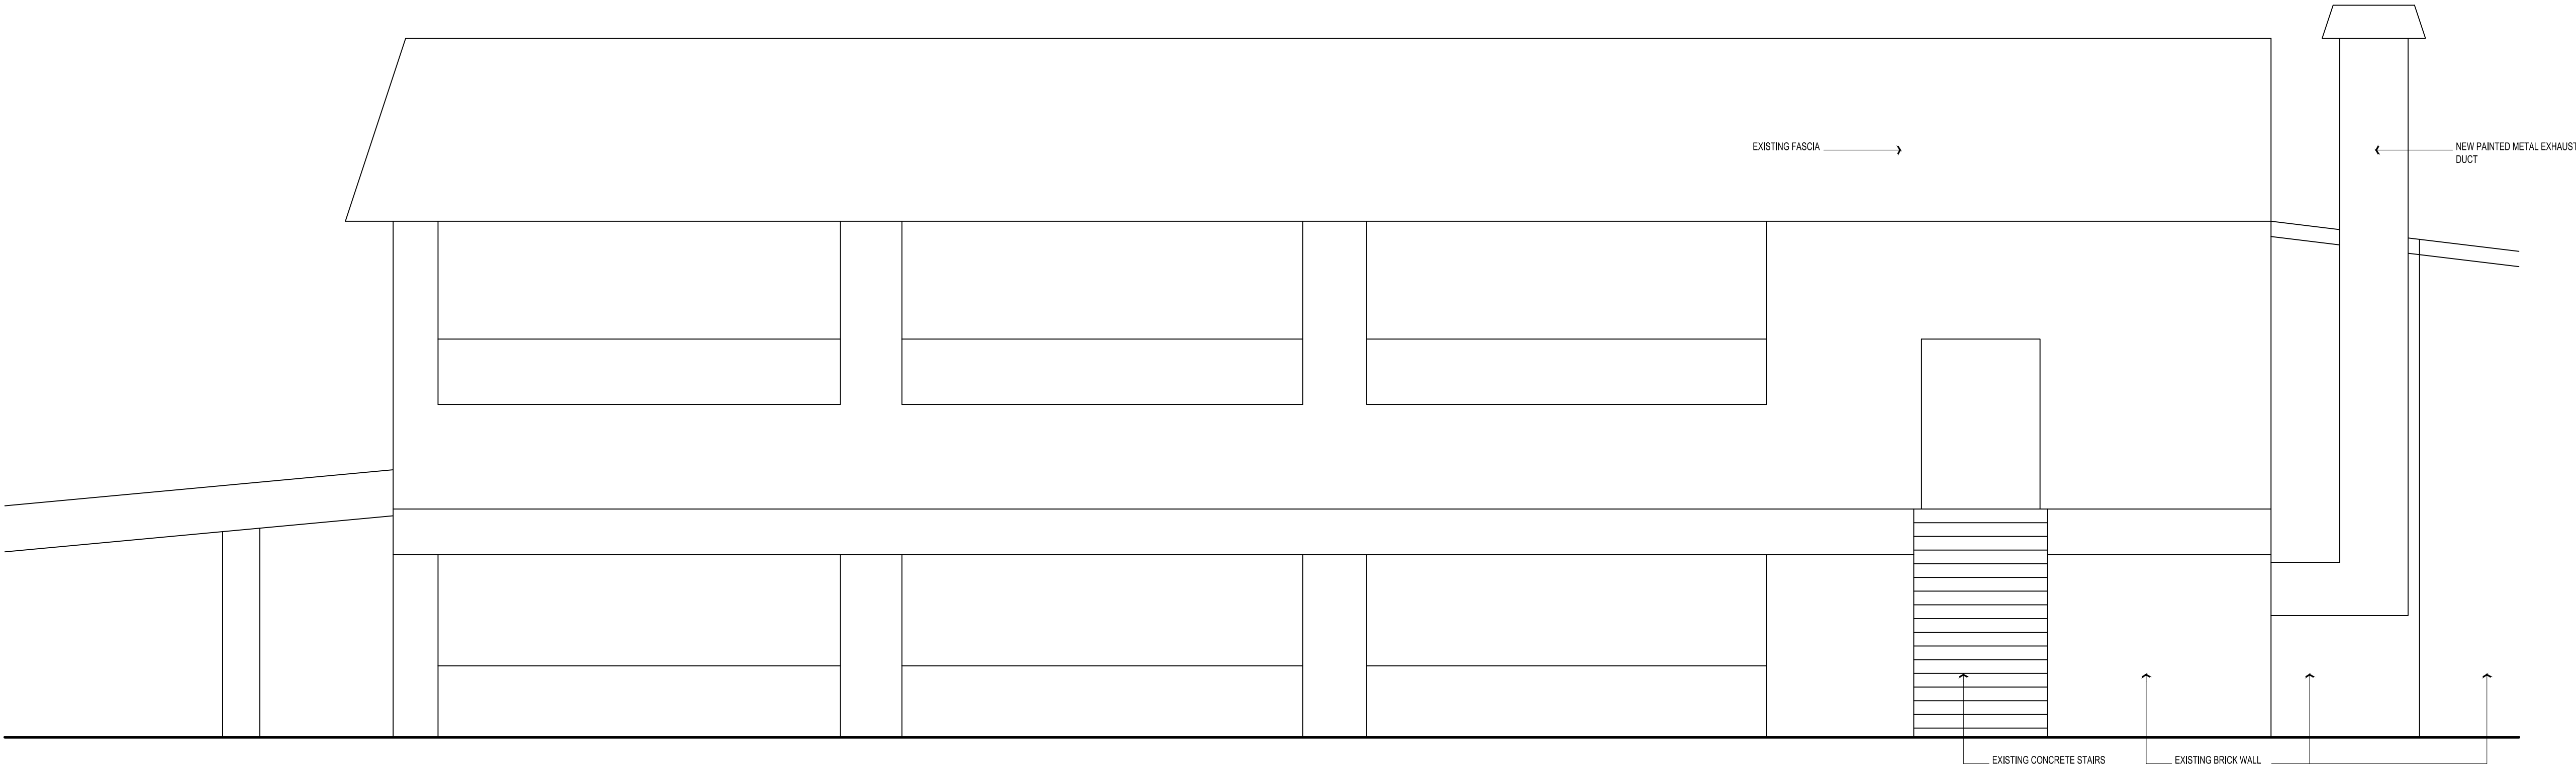 EXISTING FASCIA
NEW PAINTED METAL EXHAUST
DUCT
EXISTING CONCRETE STAIRS
EXISTING BRICK WALL